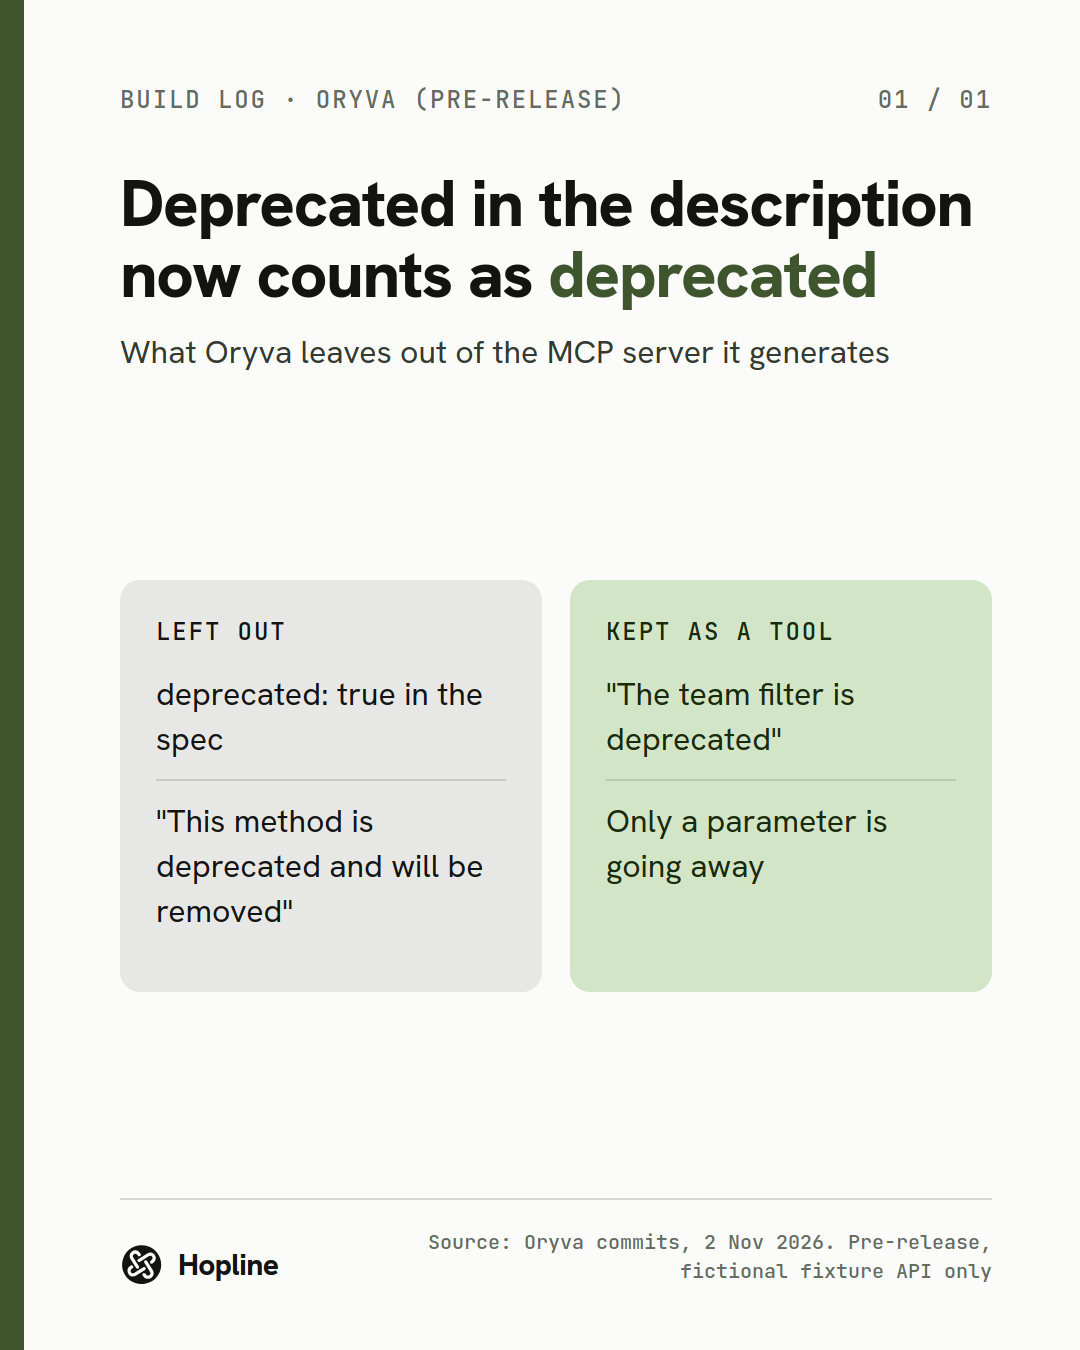 BUILD LOG · ORYVA (PRE-RELEASE)
01 / 01
Deprecated in the description
now counts as deprecated
What Oryva leaves out of the MCP server it generates
LEFT OUT
deprecated: true in the
spec
"This method is
deprecated and will be
removed"
KEPT AS A TOOL
"The team filter is
deprecated"
Only a parameter is
going away
Hopline
Source: Oryva commits, 2 Nov 2026. Pre-release,
fictional fixture API only